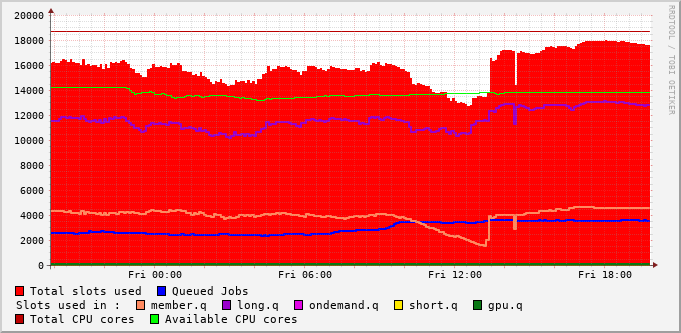 20000
18000
16000
14000
12000
10000
8000
6000
4000
2000
0
Fri 00:00 Fri 06:00 Fri 12:00 Fri 18:00
Total slots used Queued Jobs
Slots used in : member.q long.q ondemand.q short.q gpu.q
Total CPU cores Available CPU cores
RRDTOOL / TOBI OETIKER